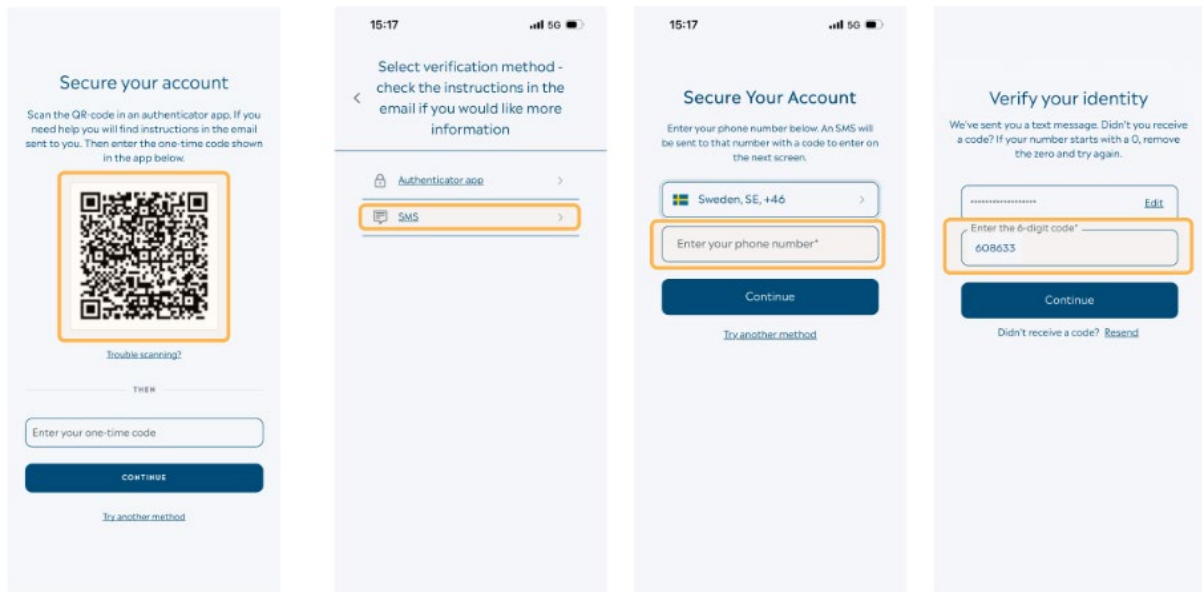 Secure your account
Scan the QR-code in an authenticator app. If you
need help you will find instructions in the email
sent to you. Then enter the one-time code shown
in the app below.
Trouble scanning?
THEN
Enter your one-time code
CONTINUE
Try another method
15:17
5G
Select verification method -
check the instructions in the
email if you would like more
information
Authenticator app
SMS
15:17
5G
Secure Your Account
Enter your phone number below. An SMS will
be sent to that number with a code to enter on
the next screen.
Sweden, SE, +46
Enter your phone number*
Continue
Try another method
Verify your identity
We've sent you a text message. Didn't you receive
a code? If your number starts with a 0, remove
the zero and try again.
Edit
Enter the 6-digit code*
608633
Continue
Didn't receive a code? Resend